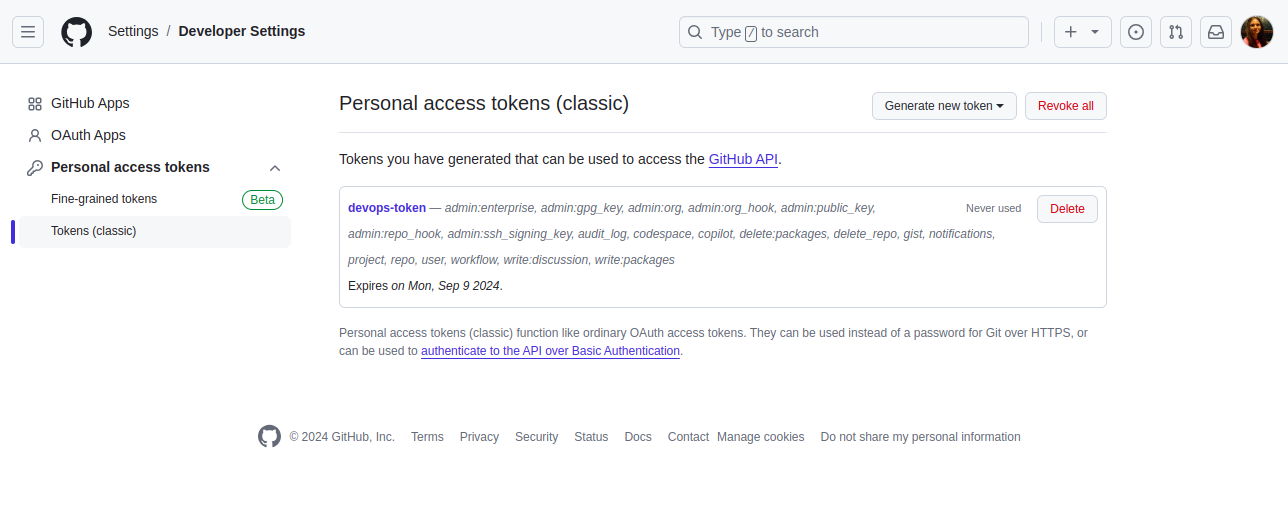 Settings / Developer Settings
Type / to search
GitHub Apps
OAuth Apps
Personal access tokens
Fine-grained tokens
Beta
Tokens (classic)
Personal access tokens (classic)
Generate new token
Revoke all
Tokens you have generated that can be used to access the GitHub API.
devops-token — admin:enterprise, admin:gpg_key, admin:org, admin:org_hook, admin:public_key,
Never used
Delete
admin:repo_hook, admin:ssh_signing_key, audit_log, codespace, copilot, delete:packages, delete_repo, gist, notifications,
project, repo, user, workflow, write:discussion, write:packages
Expires on Mon, Sep 9 2024.
Personal access tokens (classic) function like ordinary OAuth access tokens. They can be used instead of a password for Git over HTTPS, or
can be used to authenticate to the API over Basic Authentication.
© 2024 GitHub, Inc. Terms Privacy Security Status Docs Contact Manage cookies Do not share my personal information